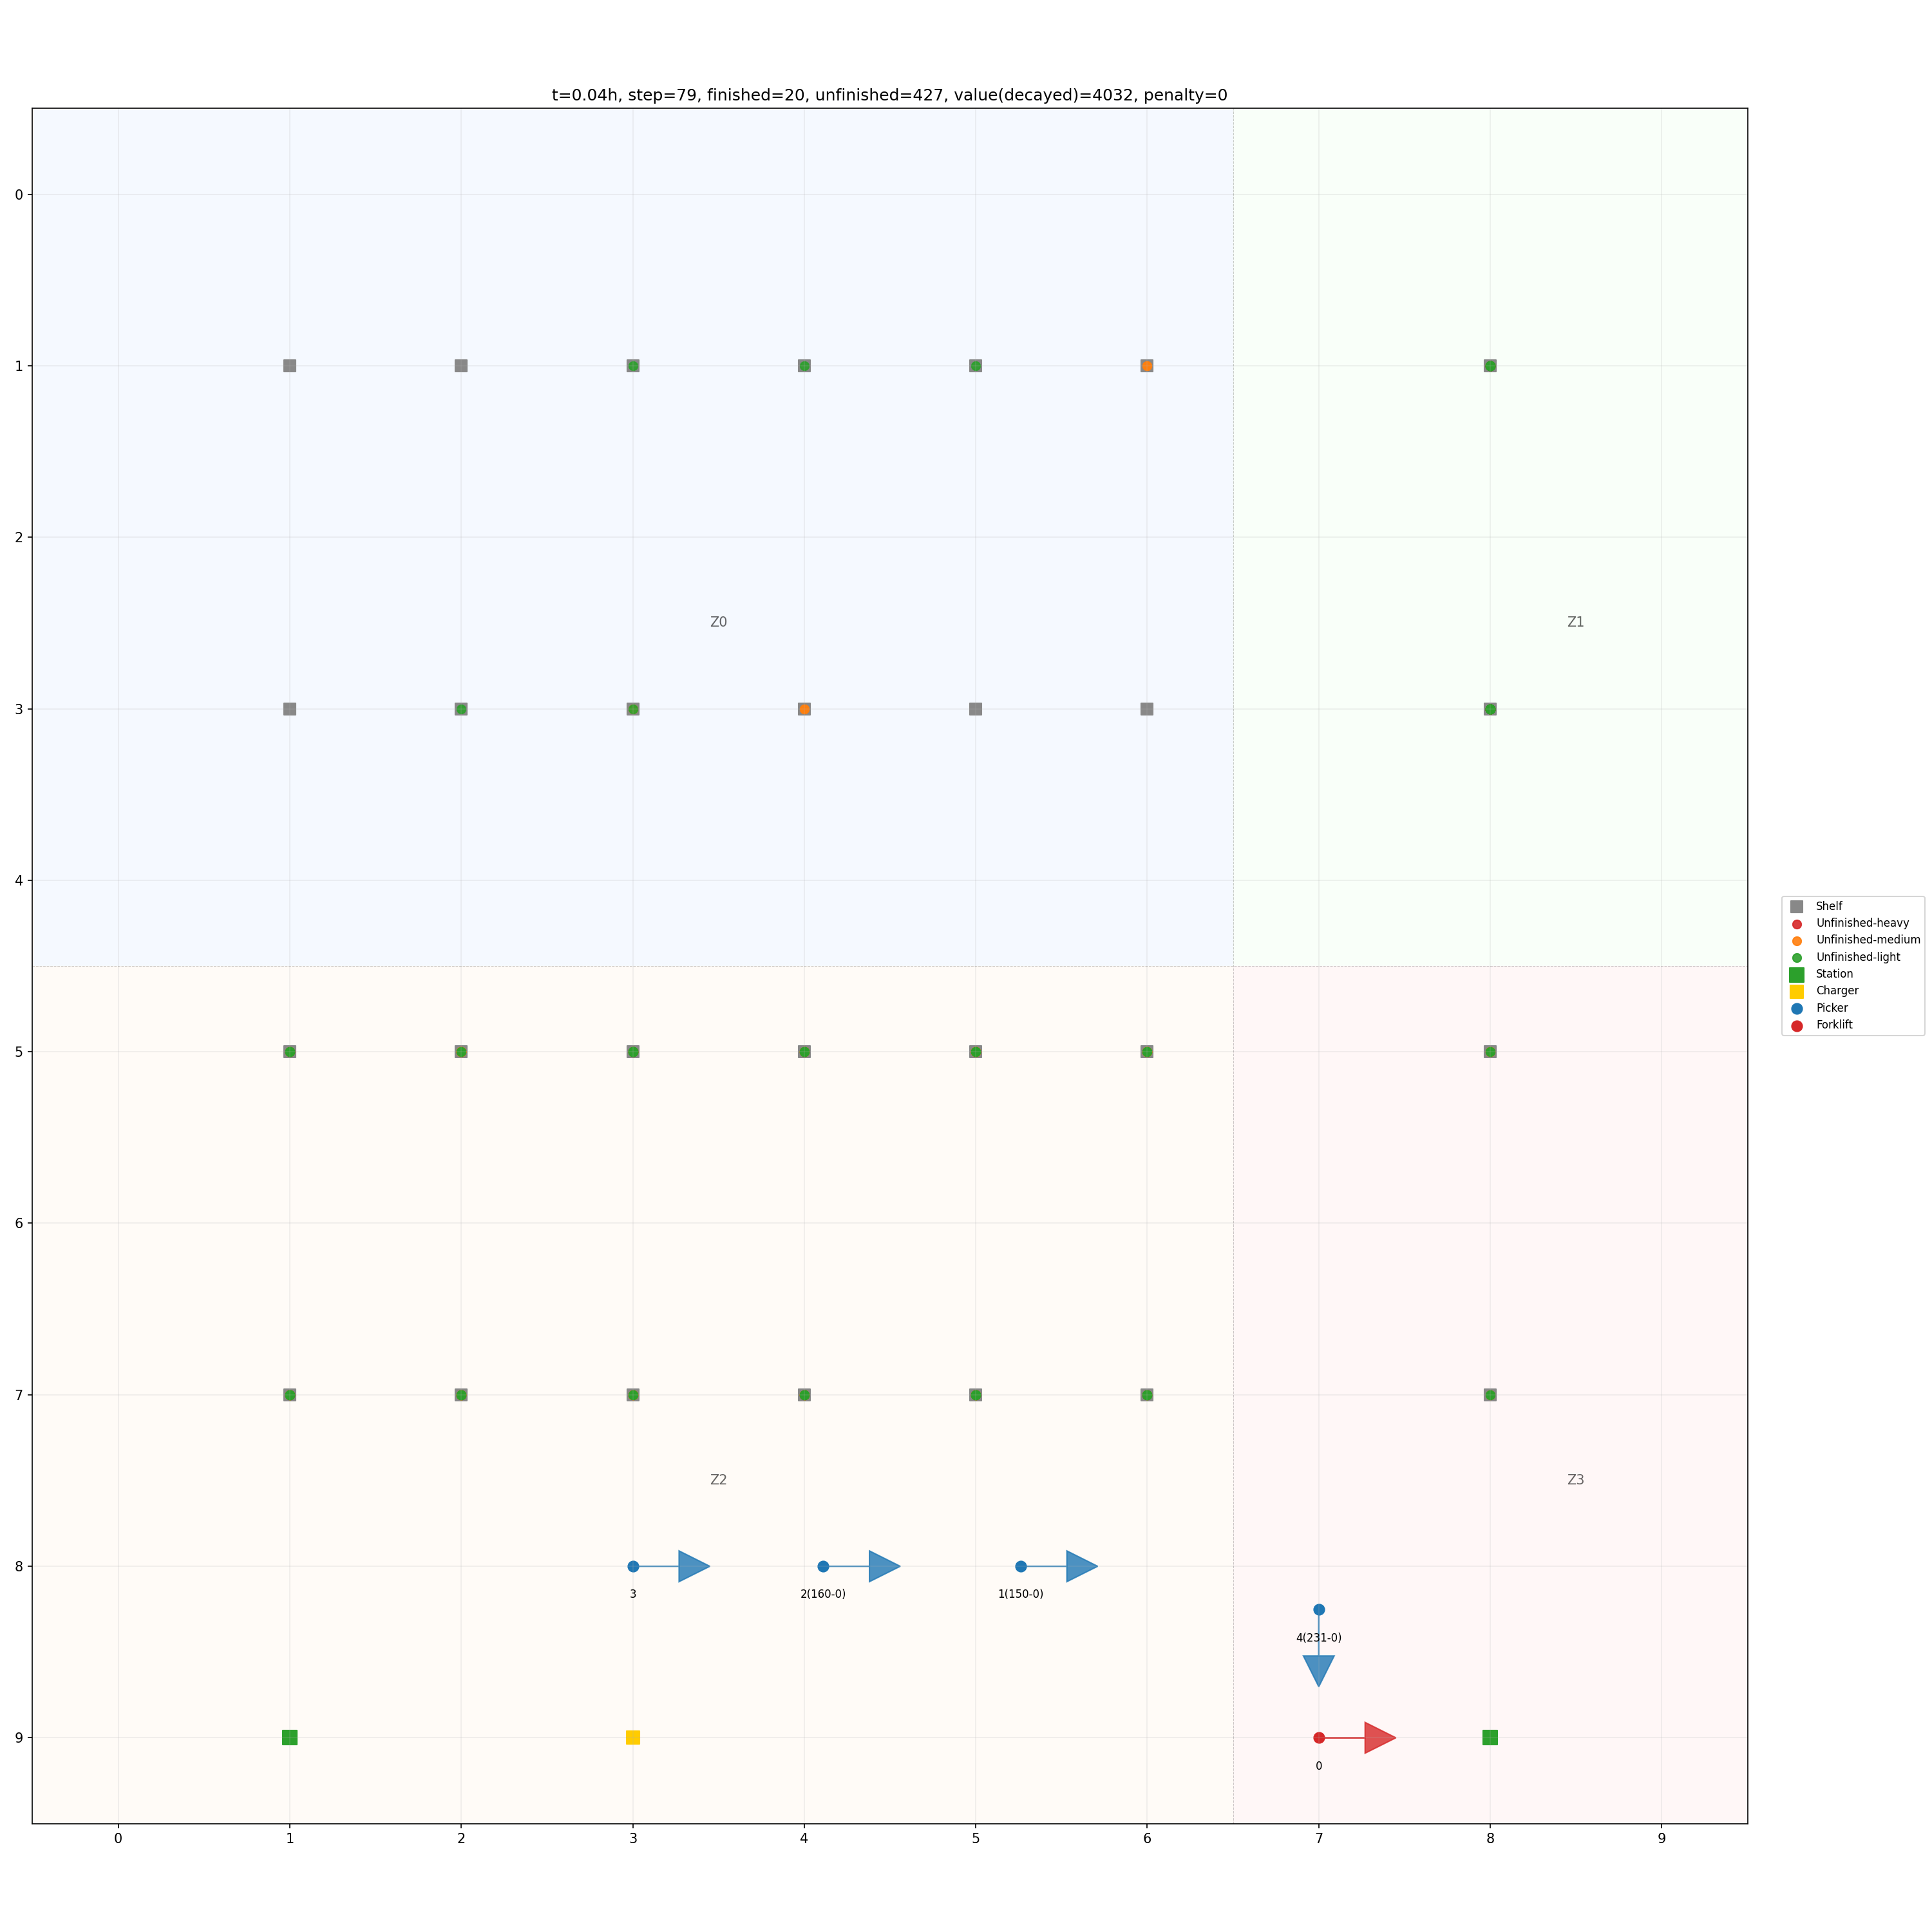 t=0.04h, step=79, finished=20, unfinished=427, value(decayed)=4032, penalty=0
0
1
2
Z0
Z1
3
4
Shelf
Unfinished-heavy
Unfinished-medium
Unfinished-light
Station
Charger
Picker
Forklift
5
6
7
Z2
Z3
8
3
2(160-0)
1(150-0)
4(231-0)
9
0
0 1 2 3 4 5 6 7 8 9